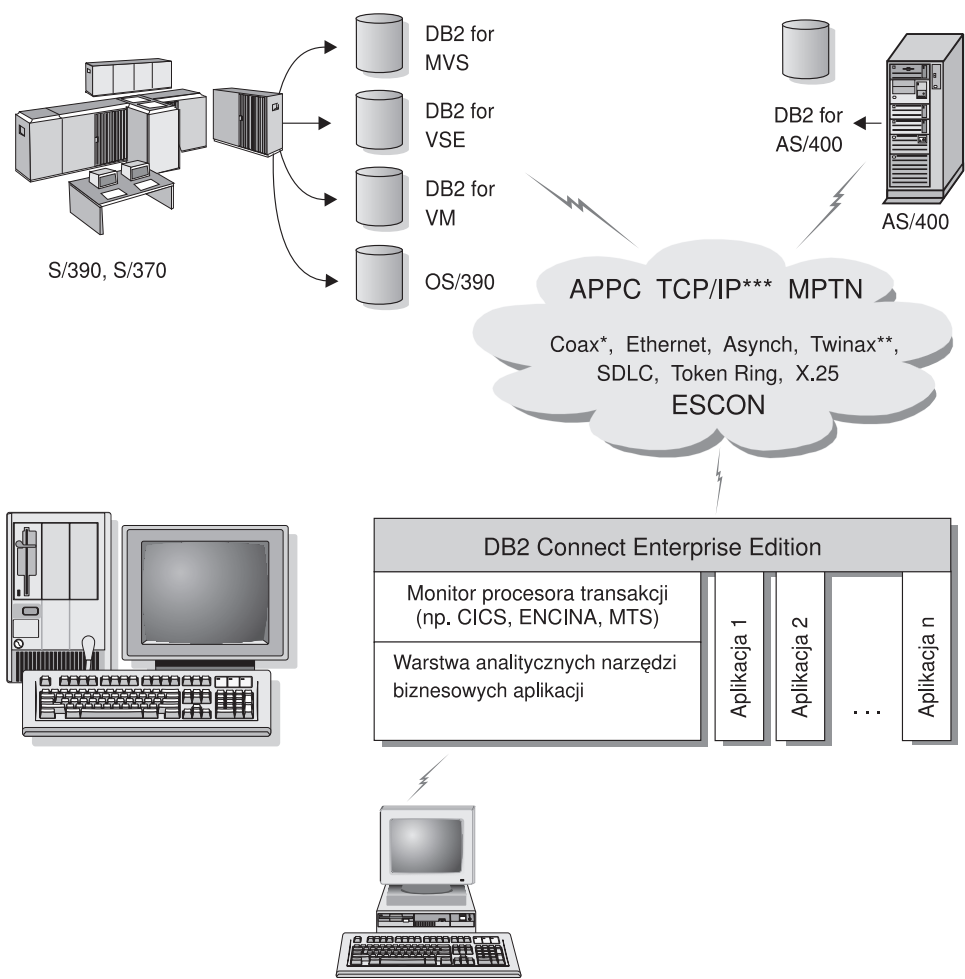 DB2 for
MVS
DB2 for
VSE
DB2 for
VM
OS/390
S/390, S/370
DB2 for
AS/400
AS/400
APPC TCP/IP*** MPTN
Coax*, Ethernet, Asynch, Twinax**,
SDLC, Token Ring, X.25
ESCON
DB2 Connect Enterprise Edition
Monitor procesora transakcji
(np. CICS, ENCINA, MTS)
Warstwa analitycznych narzędzi
biznesowych aplikacji
Aplikacja 1
Aplikacja 2
. . .
Aplikacja n